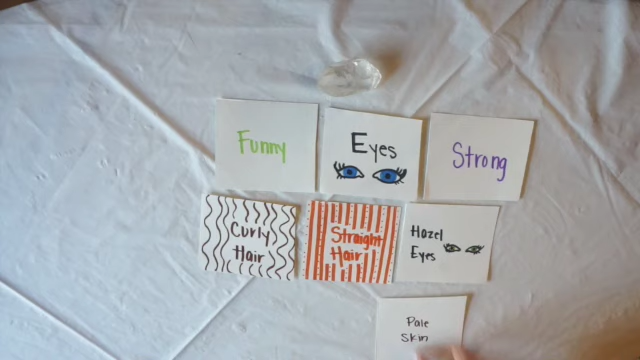 Funny
Eyes
Strong
Curly
Hair
Straight
Hair
Hazel
Eyes
Pale
Skin